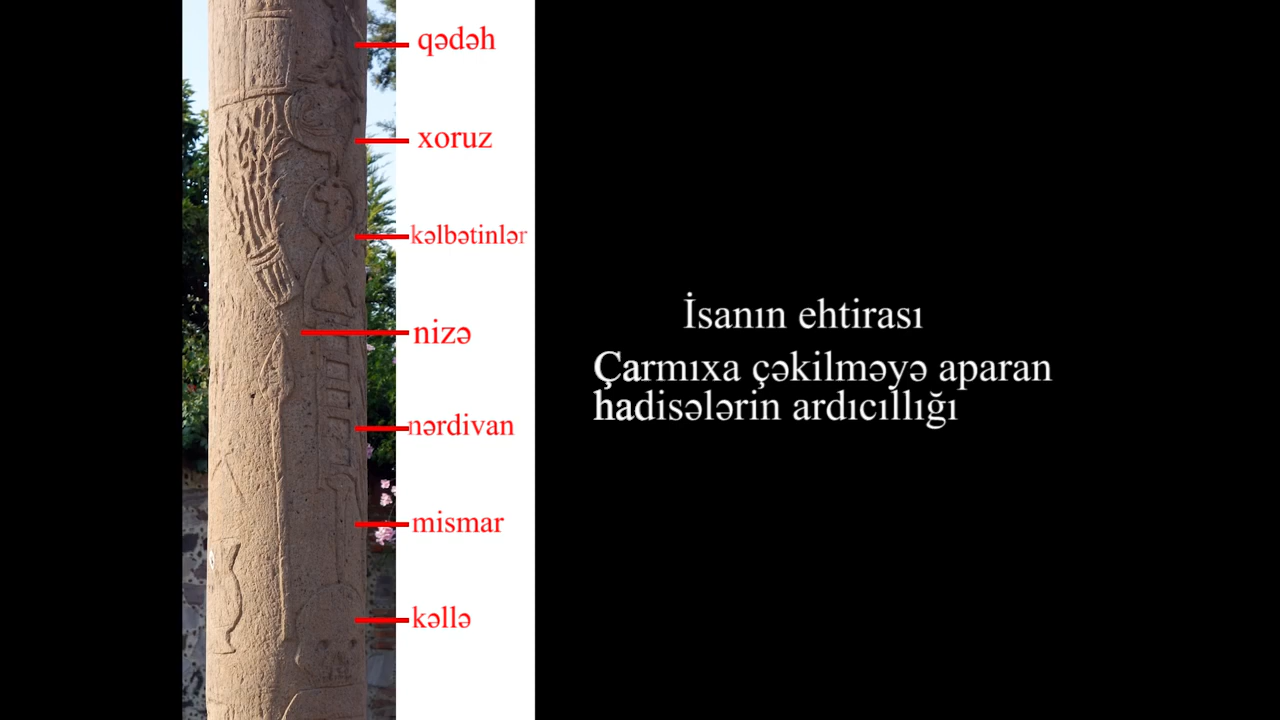 qədəh
xoruz
kəlbətinlər
nizə
nərdivan
mismar
kəllə
İsanın ehtirası
Çarmıxa çəkilməyə aparan
hadisələrin ardıcıllığı